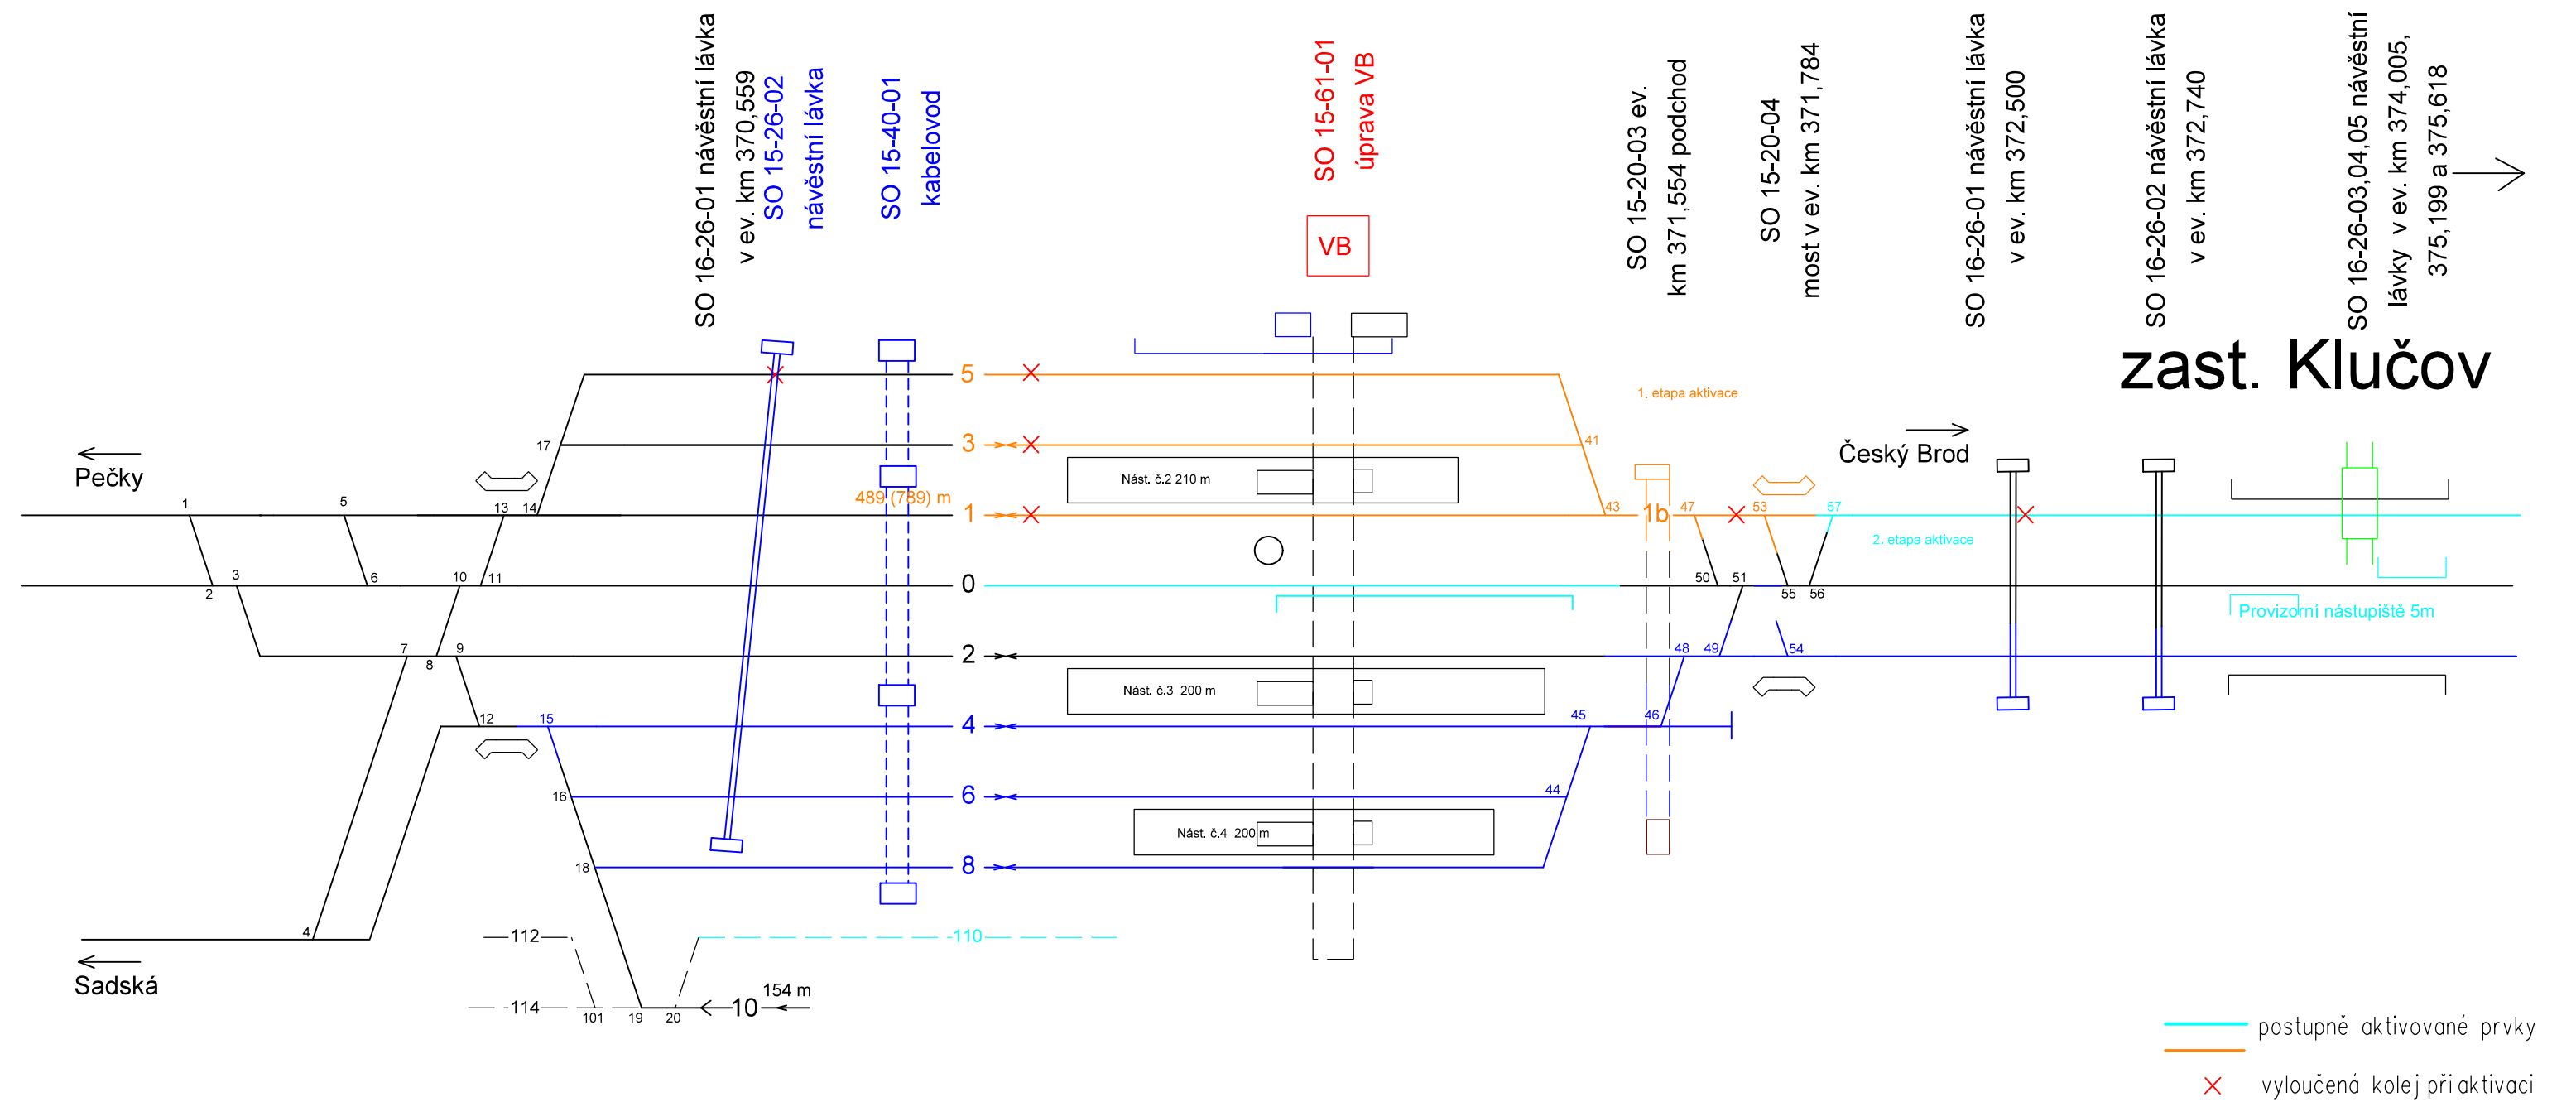 SO 16-26-01 návěstní lávka
v ev. km 370,559
SO 15-26-02
návěstní lávka
SO 15-40-01
kabelovod
SO 15-61-01
úprava VB
SO 15-20-03 ev.
km 371,554 podchod
SO 15-20-04
most v ev. km 371,784
SO 16-26-01 návěstní lávka
v ev. km 372,500
SO 16-26-02 návěstní lávka
v ev. km 372,740
SO 16-26-03,04,05 návěstní
lávky v ev. km 374,005,
375,199 a 375,618
VB
zast. Klučov
5
1. etapa aktivace
17
3
41
Český Brod
Pečky
Nást. č.2 210 m
489 (789) m
1
5
13
14
1
43
1b
47
53
57
2. etapa aktivace
2
3
6
10
11
0
50
51
55
56
Provizorní nástupiště 5m
7
8
9
2
48
49
54
Nást. č.3 200 m
12
15
4
45
46
16
6
44
Nást. č.4 200 m
18
8
4
112
110
Sadská
154 m
114
101
19
20
10
postupně aktivované prvky
vyloučená kolej při aktivaci